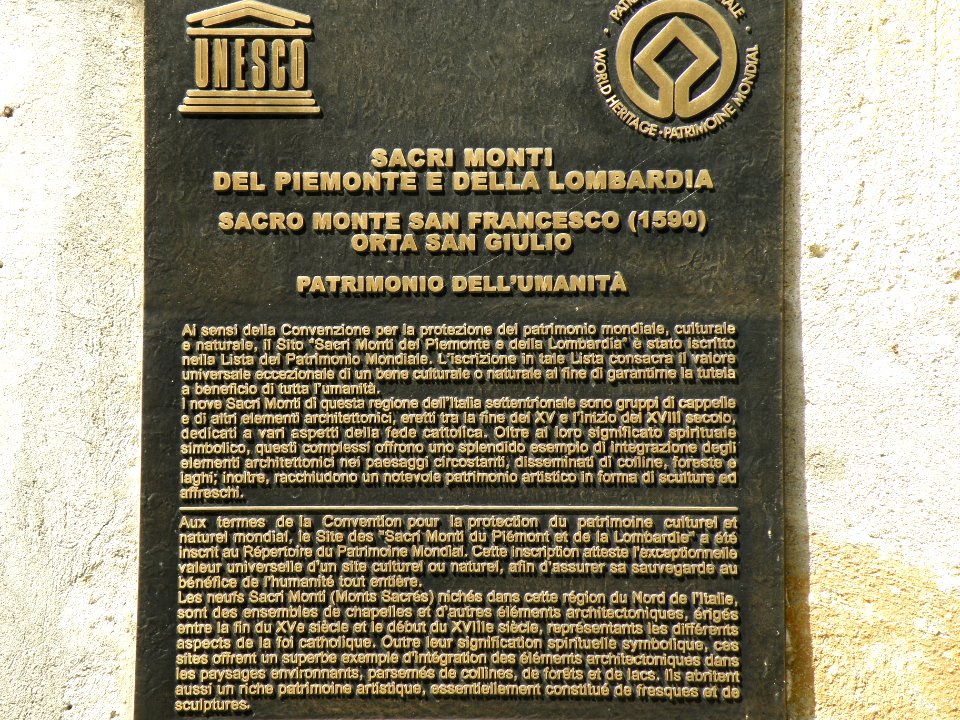 UNESCO
PATRIMONIO MONDIALE • WORLD HERITAGE • PATRIMOINE MONDIAL •
SACRI MONTI
DEL PIEMONTE E DELLA LOMBARDIA
SACRO MONTE SAN FRANCESCO (1590)
ORTA SAN GIULIO
PATRIMONIO DELL'UMANITÀ
Ai sensi della Convenzione per la protezione del patrimonio mondiale, culturale
e naturale, il Sito "Sacri Monti del Piemonte e della Lombardia" è stato iscritto
nella Lista del Patrimonio Mondiale. L'iscrizione in tale Lista consacra il valore
universale eccezionale di un bene culturale o naturale al fine di garantirne la tutela
a beneficio di tutta l'umanità.
I nove Sacri Monti di questa regione dell'Italia settentrionale sono gruppi di cappelle
e di altri elementi architettonici, eretti tra la fine del XV e l'inizio del XVIII secolo,
dedicati a vari aspetti della fede cattolica. Oltre al loro significato spirituale
simbolico, questi complessi offrono uno splendido esempio di integrazione degli
elementi architettonici nei paesaggi circostanti, disseminati di colline, foreste e
laghi; inoltre, racchiudono un notevole patrimonio artistico in forma di sculture ed
affreschi.
Aux termes de la Convention pour la protection du patrimoine culturel et
naturel mondial, le Site des "Sacri Monti du Piémont et de la Lombardie" a été
inscrit au Répertoire du Patrimoine Mondial. Cette inscription atteste l'exceptionnelle
valeur universelle d'un site culturel ou naturel, afin d'assurer sa sauvegarde au
bénéfice de l'humanité tout entière.
Les neufs Sacri Monti (Monts Sacrés) nichés dans cette région du Nord de l'Italie,
sont des ensembles de chapelles et d'autres éléments architectoniques, érigés
entre la fin du XVe siècle et le début du XVIIIe siècle, représentants les différents
aspects de la foi catholique. Outre leur signification spirituelle symbolique, ces
sites offrent un superbe exemple d'intégration des éléments architectoniques dans
les paysages environnants, parsemés de collines, de forêts et de lacs. Ils abritent
aussi un riche patrimoine artistique, essentiellement constitué de fresques et de
sculptures.